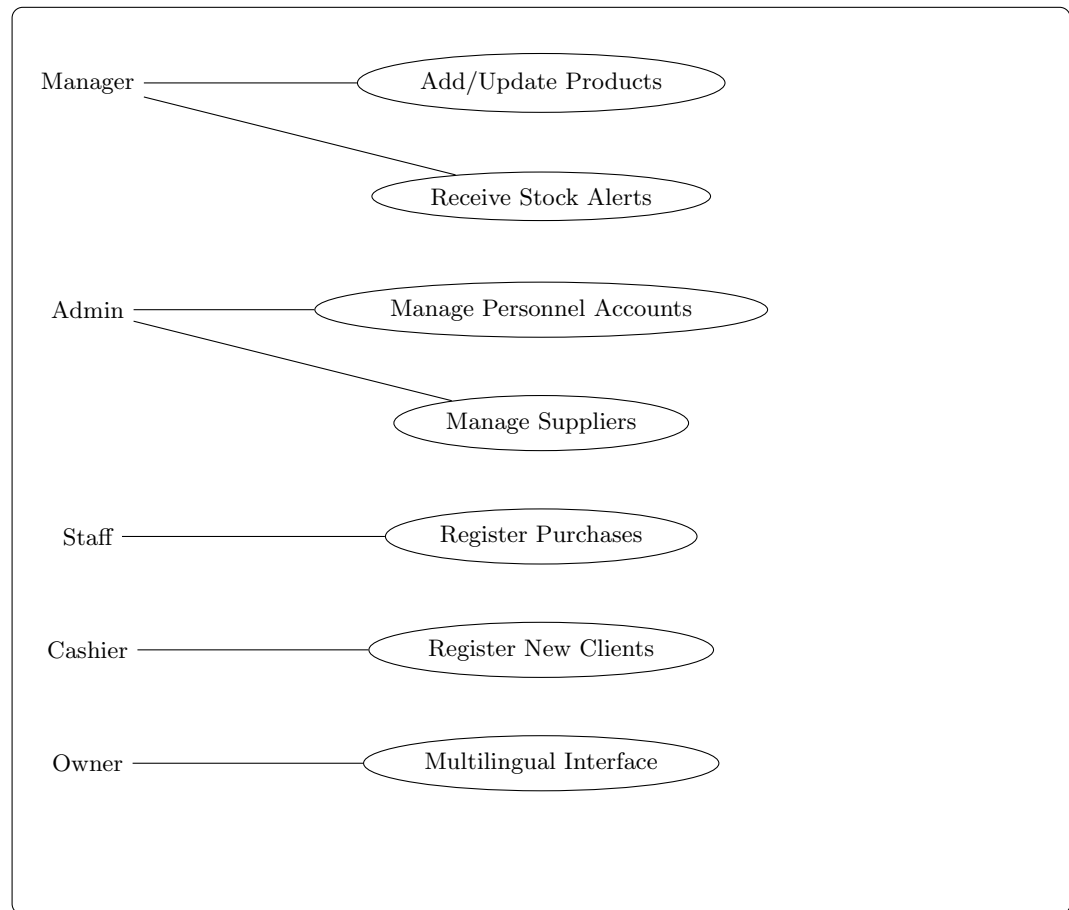 Manager
Add/Update Products
Receive Stock Alerts
Admin
Manage Personnel Accounts
Manage Suppliers
Staff
Register Purchases
Cashier
Register New Clients
Owner
Multilingual Interface